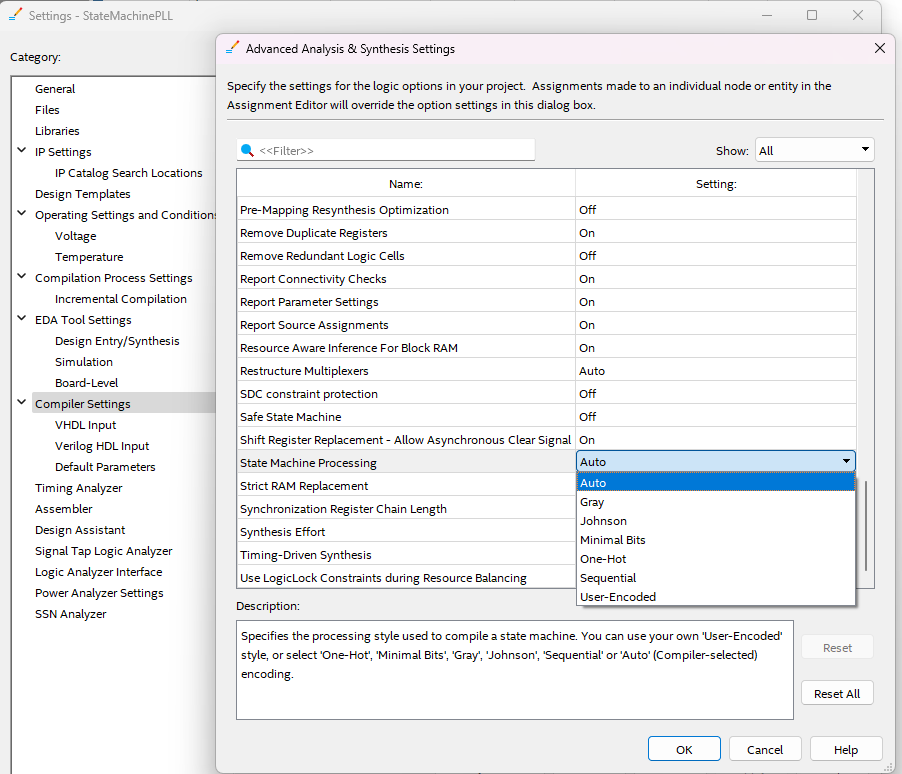 Settings - StateMachinePLL
Category:
General
Files
Libraries
IP Settings
IP Catalog Search Locations
Design Templates
Operating Settings and Conditions
Voltage
Temperature
Compilation Process Settings
Incremental Compilation
EDA Tool Settings
Design Entry/Synthesis
Simulation
Board-Level
Compiler Settings
VHDL Input
Verilog HDL Input
Default Parameters
Timing Analyzer
Assembler
Design Assistant
Signal Tap Logic Analyzer
Logic Analyzer Interface
Power Analyzer Settings
SSN Analyzer
Advanced Analysis & Synthesis Settings
Specify the settings for the logic options in your project. Assignments made to an individual node or entity in the
Assignment Editor will override the option settings in this dialog box.
<<Filter>>
Show: All
Name: Setting:
Pre-Mapping Resynthesis Optimization Off
Remove Duplicate Registers On
Remove Redundant Logic Cells Off
Report Connectivity Checks On
Report Parameter Settings On
Report Source Assignments On
Resource Aware Inference For Block RAM On
Restructure Multiplexers Auto
SDC constraint protection Off
Safe State Machine Off
Shift Register Replacement - Allow Asynchronous Clear Signal On
State Machine Processing Auto
Strict RAM Replacement
Synchronization Register Chain Length
Synthesis Effort
Timing-Driven Synthesis
Use LogicLock Constraints during Resource Balancing
Auto
Gray
Johnson
Minimal Bits
One-Hot
Sequential
User-Encoded
Description:
Specifies the processing style used to compile a state machine. You can use your own 'User-Encoded'
style, or select 'One-Hot', 'Minimal Bits', 'Gray', 'Johnson', 'Sequential' or 'Auto' (Compiler-selected)
encoding.
Reset
Reset All
OK Cancel Help